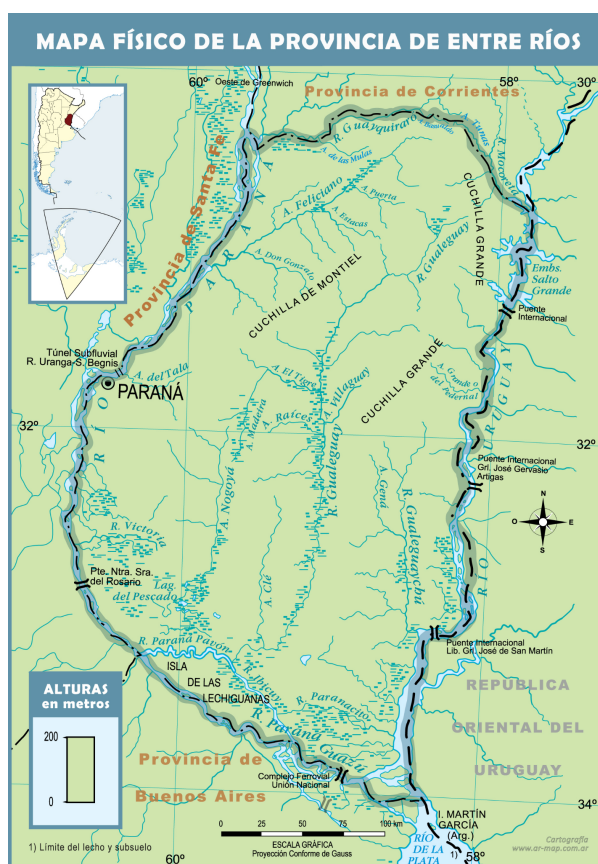 MAPA FÍSICO DE LA PROVINCIA DE ENTRE RÍOS
60º
Oeste de Greenwich
58º
30º
Provincia de Corrientes
Provincia de Santa Fe
R. Guayquiraró
A. Tunas
R. Mocoretá
A. de las Mulas
A. Feliciano
A. Puerta
A. Estacas
R. Gualeguay
CUCHILLA GRANDE
A. Don Gonzalo
CUCHILLA DE MONTIEL
Embs.
Salto
Grande
Puente
Internacional
RÍO PARANÁ
Túnel Subfluvial
R. Uranga-S. Begnis
A. del Tala
PARANÁ
A. El Tigre
A. Villaguay
CUCHILLA GRANDE
A. Grande o
del Pedernal
A. Raíces
32º
32º
RÍO URUGUAY
Puente Internacional
Grl. José Gervasio
Artigas
R. Gualeguay
A. Nogoyá
A. Gená
R. Gualeguaychú
N
O
E
S
R. Victoria
Pte. Ntra. Sra.
del Rosario
Lag.
del Pescado
A. Clé
R. Paraná Pavón
Puente Internacional
Lib. Grl. José de San Martín
ISLA
DE LAS
LECHIGUANAS
R. Ibicuy
R. Paranacito
R. Paraná Guazú
REPUBLICA
ORIENTAL DEL
URUGUAY
ALTURAS
en metros
200
0
Provincia de
Buenos Aires
Complejo Ferrovial
Unión Nacional
I. MARTÍN
GARCÍA
(Arg.)
34º
RÍO
DE LA
PLATA
1)
0 25 50 75 100 km
ESCALA GRÁFICA
Proyección Conforme de Gauss
1) Límite del lecho y subsuelo
60º
58º
Cartografía
www.ar-map.com.ar